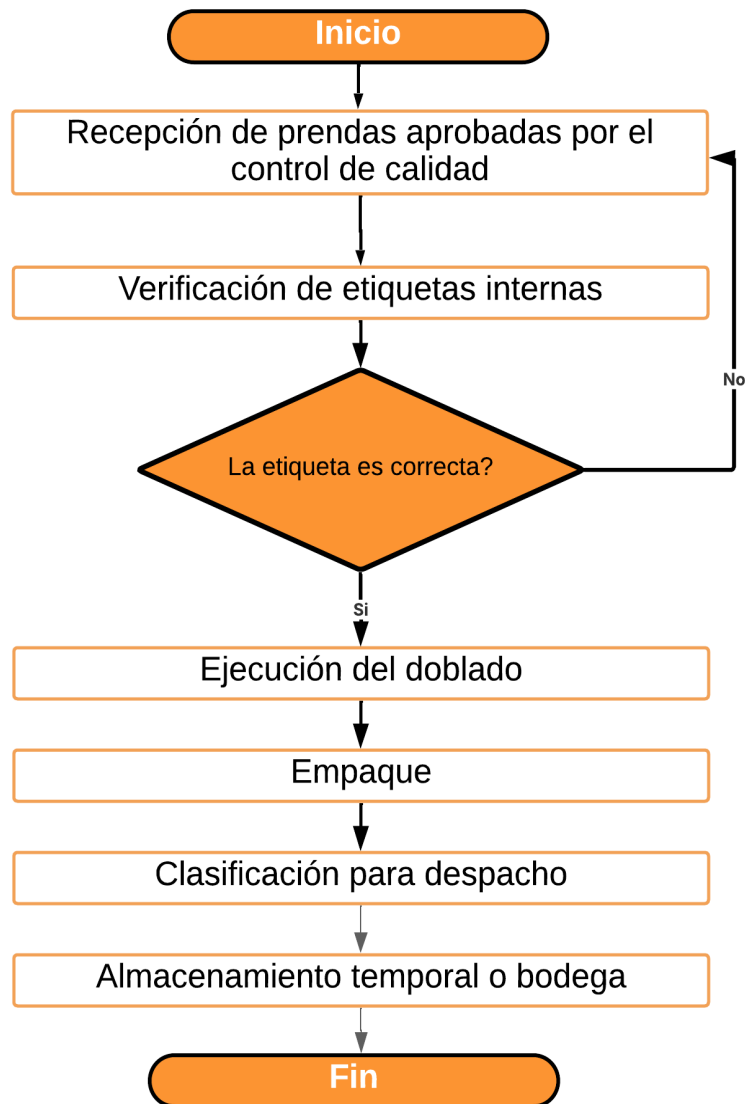 Inicio
Recepción de prendas aprobadas por el
control de calidad
Verificación de etiquetas internas
No
La etiqueta es correcta?
Si
Ejecución del doblado
Empaque
Clasificación para despacho
Almacenamiento temporal o bodega
Fin